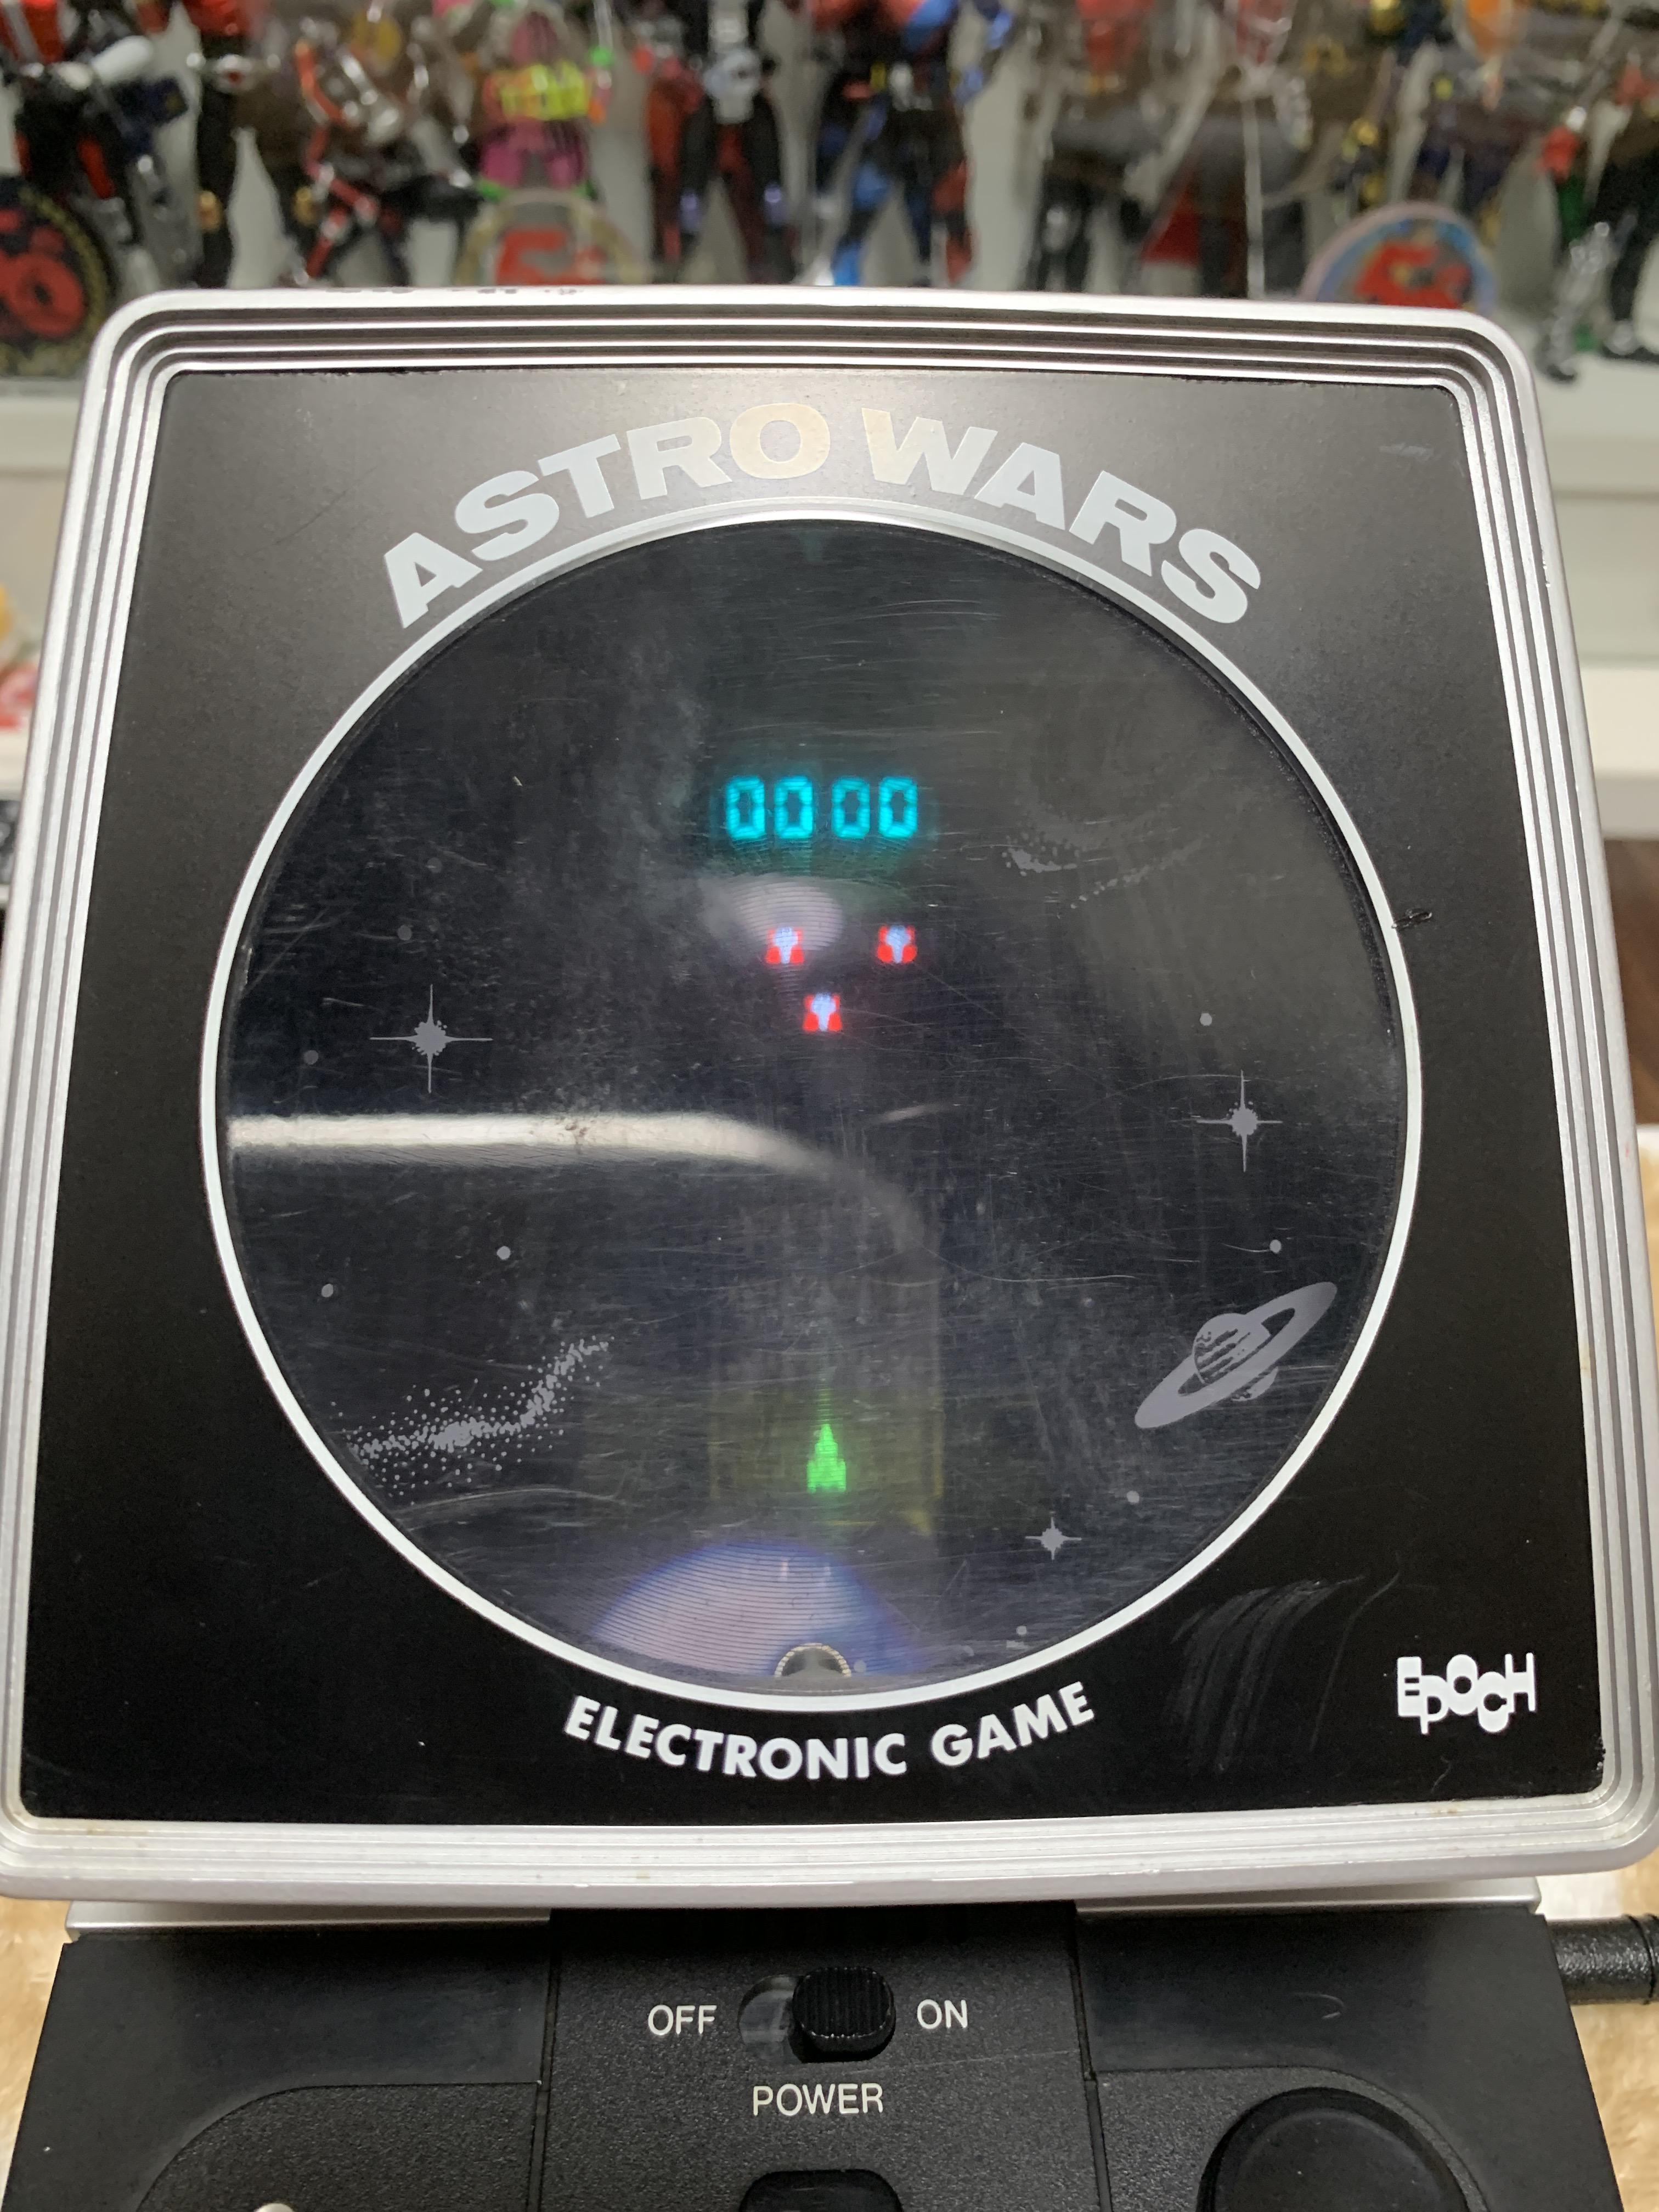 ASTRO WARS
0000
ELECTRONIC GAME
EPOCH
OFF ON
POWER